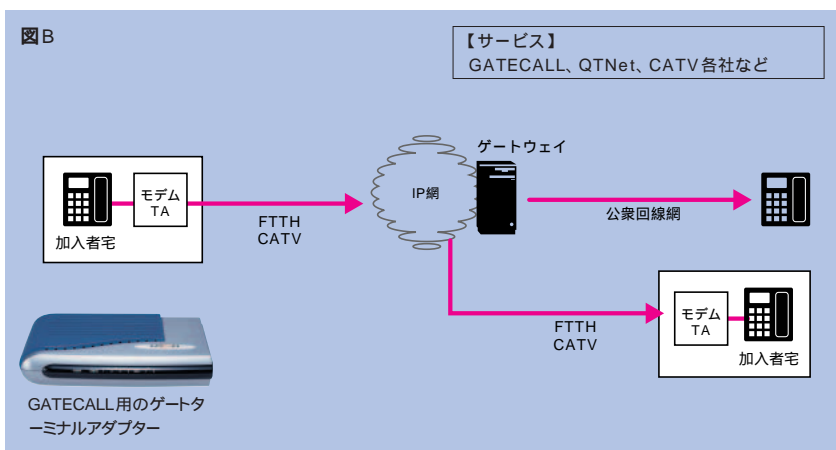 図B
【サービス】
GATECALL、QTNet、CATV各社など
ゲートウェイ
IP網
モデム
TA
加入者宅
FTTH
CATV
公衆回線網
FTTH
CATV
モデム
TA
加入者宅
GATECALL用のゲートタ
ーミナルアダプター